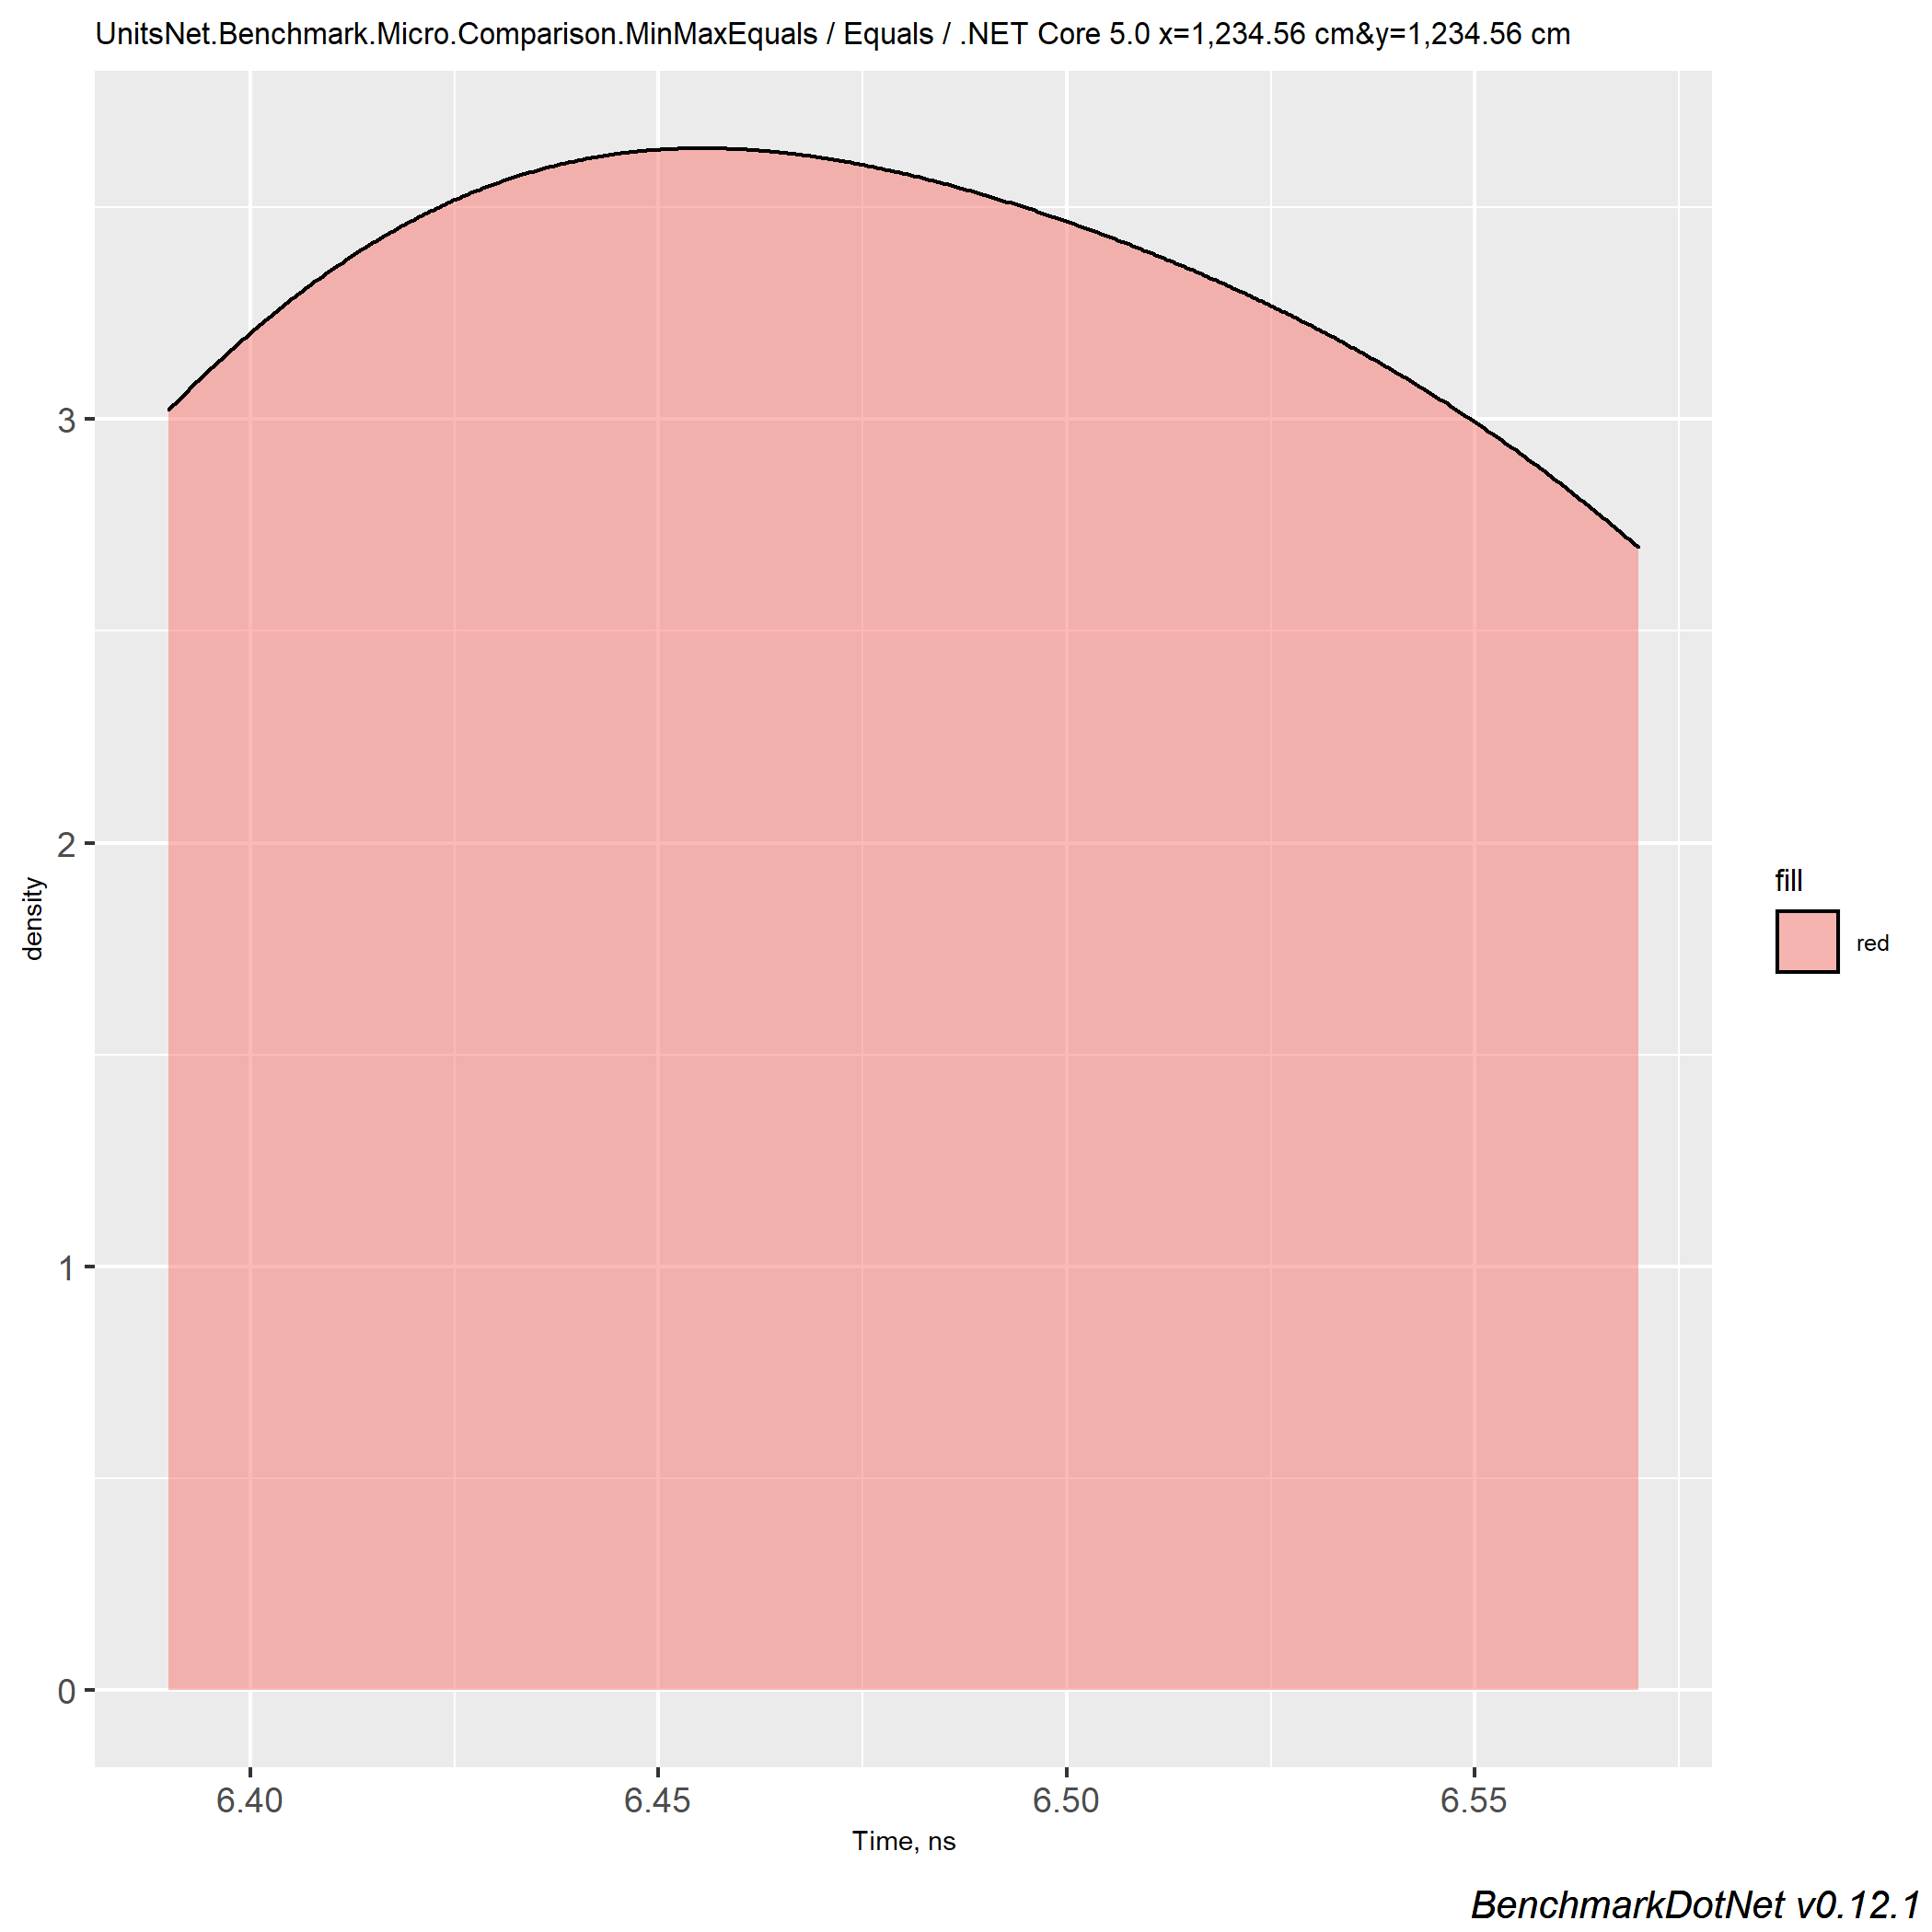 UnitsNet.Benchmark.Micro.Comparison.MinMaxEquals / Equals / .NET Core 5.0 x=1,234.56 cm&y=1,234.56 cm
3
2
1
0
density
6.40 6.45 6.50 6.55
Time, ns
fill
red
BenchmarkDotNet v0.12.1